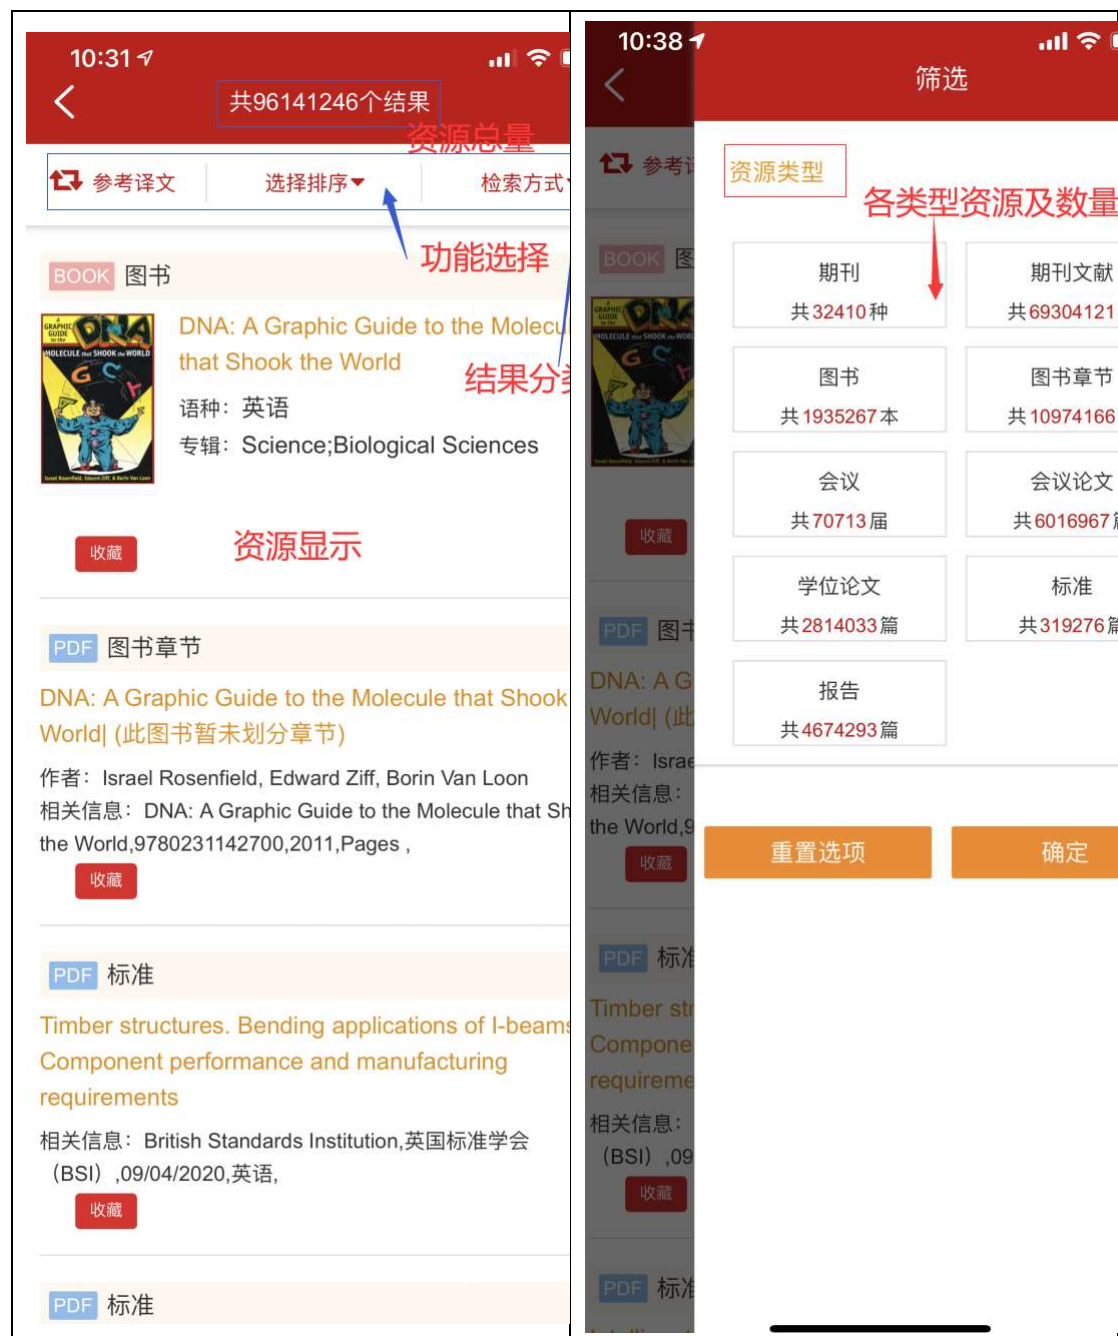 10:31
共96141246个结果
资源总量
参考译文
选择排序
检索方式
功能选择
BOOK 图书
DNA: A Graphic Guide to the Molecu
that Shook the World
结果分类
语种：英语
专辑：Science;Biological Sciences
收藏
资源显示
PDF 图书章节
DNA: A Graphic Guide to the Molecule that Shook
World| (此图书暂未划分章节)
作者：Israel Rosenfield, Edward Ziff, Borin Van Loon
相关信息：DNA: A Graphic Guide to the Molecule that Sh
the World,9780231142700,2011,Pages ,
收藏
PDF 标准
Timber structures. Bending applications of I-beams
Component performance and manufacturing
requirements
相关信息：British Standards Institution,英国标准学会
（BSI）,09/04/2020,英语,
收藏
PDF 标准
10:38
筛选
参考译
资源类型
各类型资源及数量
BOOK 图
期刊
共32410种
期刊文献
共69304121
图书
共1935267本
图书章节
共10974166
会议
共70713届
会议论文
共6016967篇
收藏
学位论文
共2814033篇
标准
共319276篇
PDF 图书
报告
共4674293篇
DNA: A G
World| (此
作者：Israe
相关信息：
the World,9
重置选项
确定
收藏
PDF 标准
Timber str
Compone
requireme
相关信息：
（BSI）,09
收藏
PDF 标准